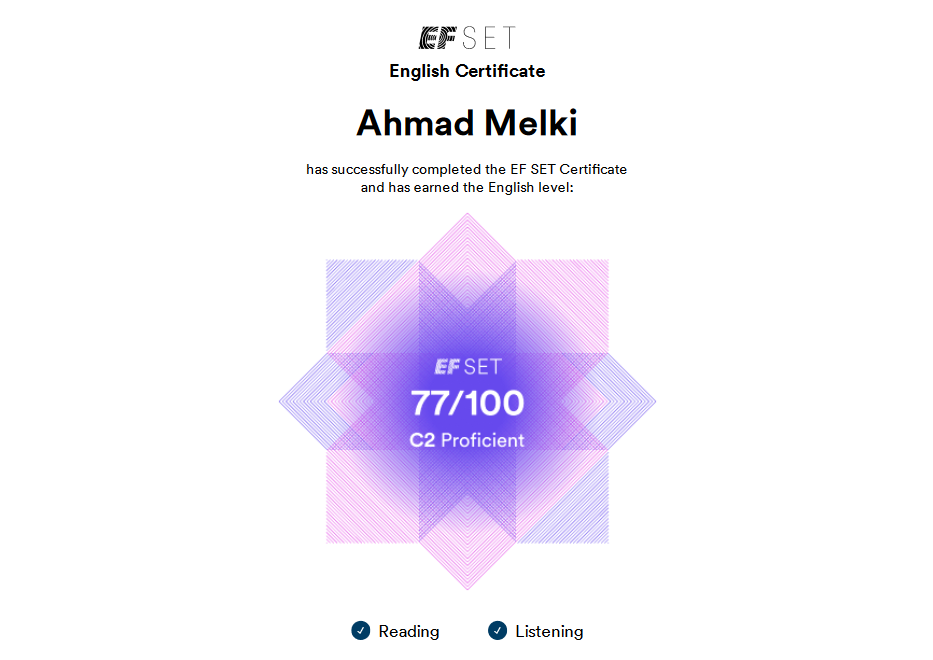 EF SET
English Certificate
Ahmad Melki
has successfully completed the EF SET Certificate
and has earned the English level:
EF SET
77/100
C2 Proficient
Reading
Listening